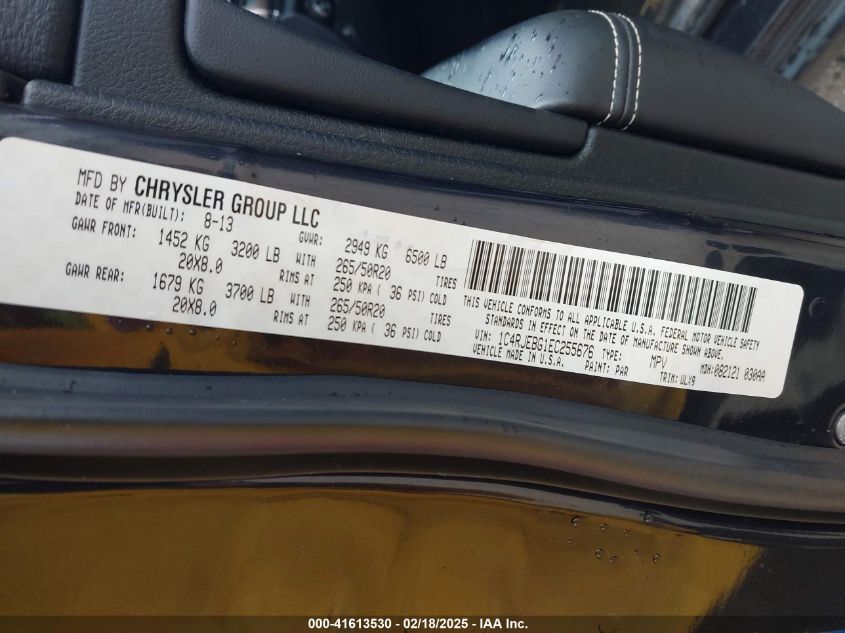 MFD BY CHRYSLER GROUP LLC
DATE OF MFR(BUILT): 8-13 GVWR: 2949 KG 6500 LB
GAWR FRONT: 1452 KG 3200 LB WITH 265/50R20 TIRES
20X8.0 RIMS AT 250 KPA ( 36 PSI) COLD
GAWR REAR: 1679 KG 3700 LB WITH 265/50R20 TIRES
20X8.0 RIMS AT 250 KPA ( 36 PSI) COLD
THIS VEHICLE CONFORMS TO ALL APPLICABLE U.S.A. FEDERAL MOTOR VEHICLE SAFETY
STANDARDS IN EFFECT ON THE DATE OF MANUFACTURE SHOWN ABOVE.
VIN: 1C4RJEBG1EC255676 TYPE: MPV MDH:082121 030AA
VEHICLE MADE IN U.S.A. PAINT: PAR TRIM: ULX9
000-41613530 - 02/18/2025 - IAA Inc.